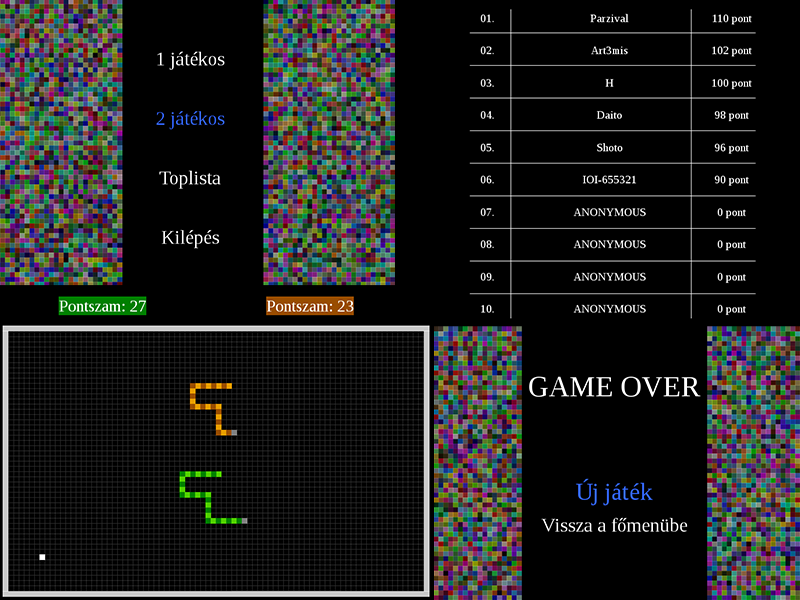 1 játékos
2 játékos
Toplista
Kilépés
01. Parzival 110 pont
02. Art3mis 102 pont
03. H 100 pont
04. Daito 98 pont
05. Shoto 96 pont
06. IOI-655321 90 pont
07. ANONYMOUS 0 pont
08. ANONYMOUS 0 pont
09. ANONYMOUS 0 pont
10. ANONYMOUS 0 pont
Pontszam: 27
Pontszam: 23
GAME OVER
Új játék
Vissza a főmenübe